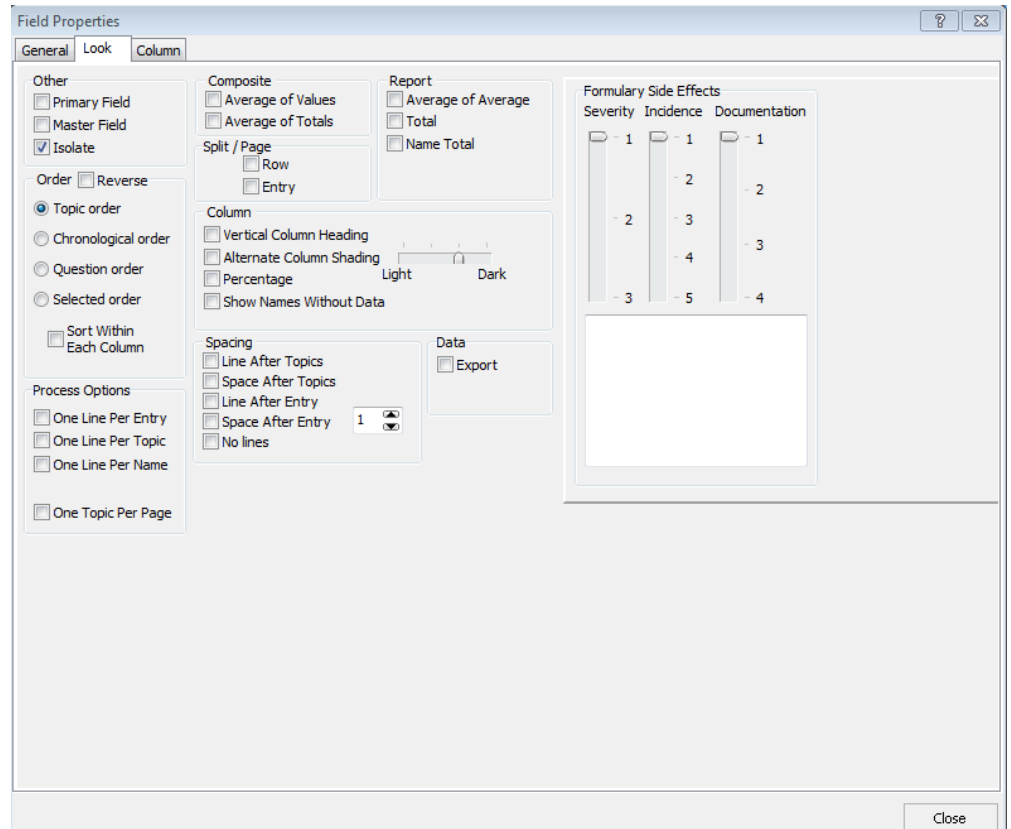 Field Properties
General Look Column
Other
Primary Field
Master Field
Isolate
Order Reverse
Topic order
Chronological order
Question order
Selected order
Sort Within
Each Column
Process Options
One Line Per Entry
One Line Per Topic
One Line Per Name
One Topic Per Page
Composite
Average of Values
Average of Totals
Split / Page
Row
Entry
Report
Average of Average
Total
Name Total
Column
Vertical Column Heading
Alternate Column Shading
Light Dark
Percentage
Show Names Without Data
Spacing
Line After Topics
Space After Topics
Line After Entry
Space After Entry 1
No lines
Data
Export
Formulary Side Effects
Severity Incidence Documentation
1 1 1
2 2
2 3
3
4
3 5 4
Close